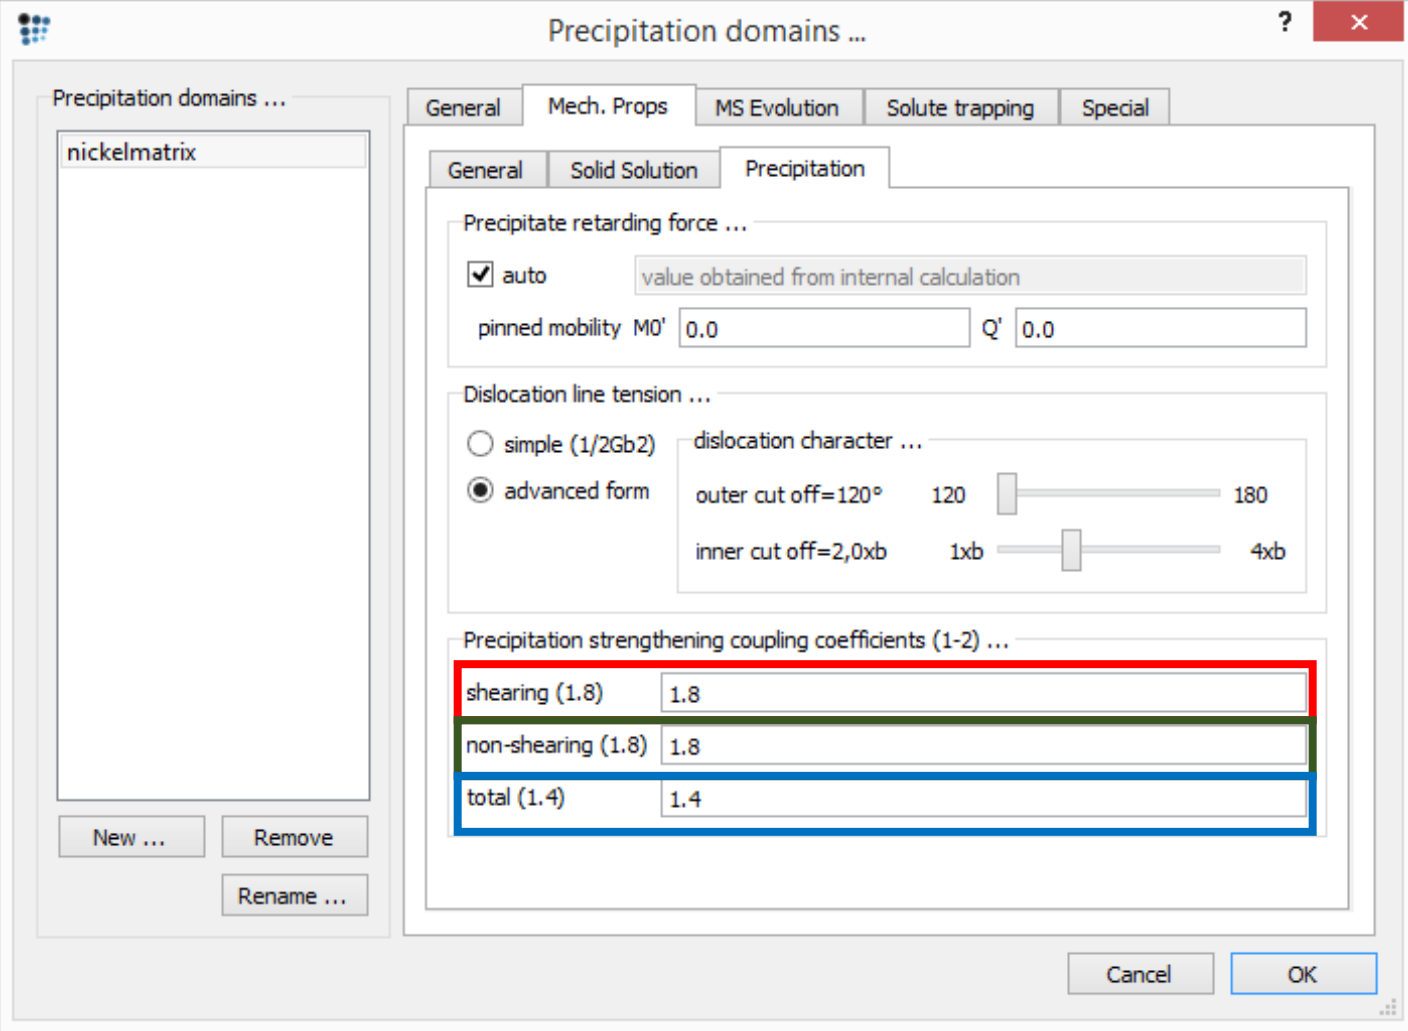 Precipitation domains ...
?
Precipitation domains ...
nickelmatrix
New ...
Remove
Rename ...
General
Mech. Props
MS Evolution
Solute trapping
Special
General
Solid Solution
Precipitation
Precipitate retarding force ...
auto
value obtained from internal calculation
pinned mobility M0' 0.0 Q' 0.0
Dislocation line tension ...
simple (1/2Gb2)
advanced form
dislocation character ...
outer cut off=120° 120 180
inner cut off=2,0xb 1xb 4xb
Precipitation strengthening coupling coefficients (1-2) ...
shearing (1.8) 1.8
non-shearing (1.8) 1.8
total (1.4) 1.4
Cancel
OK